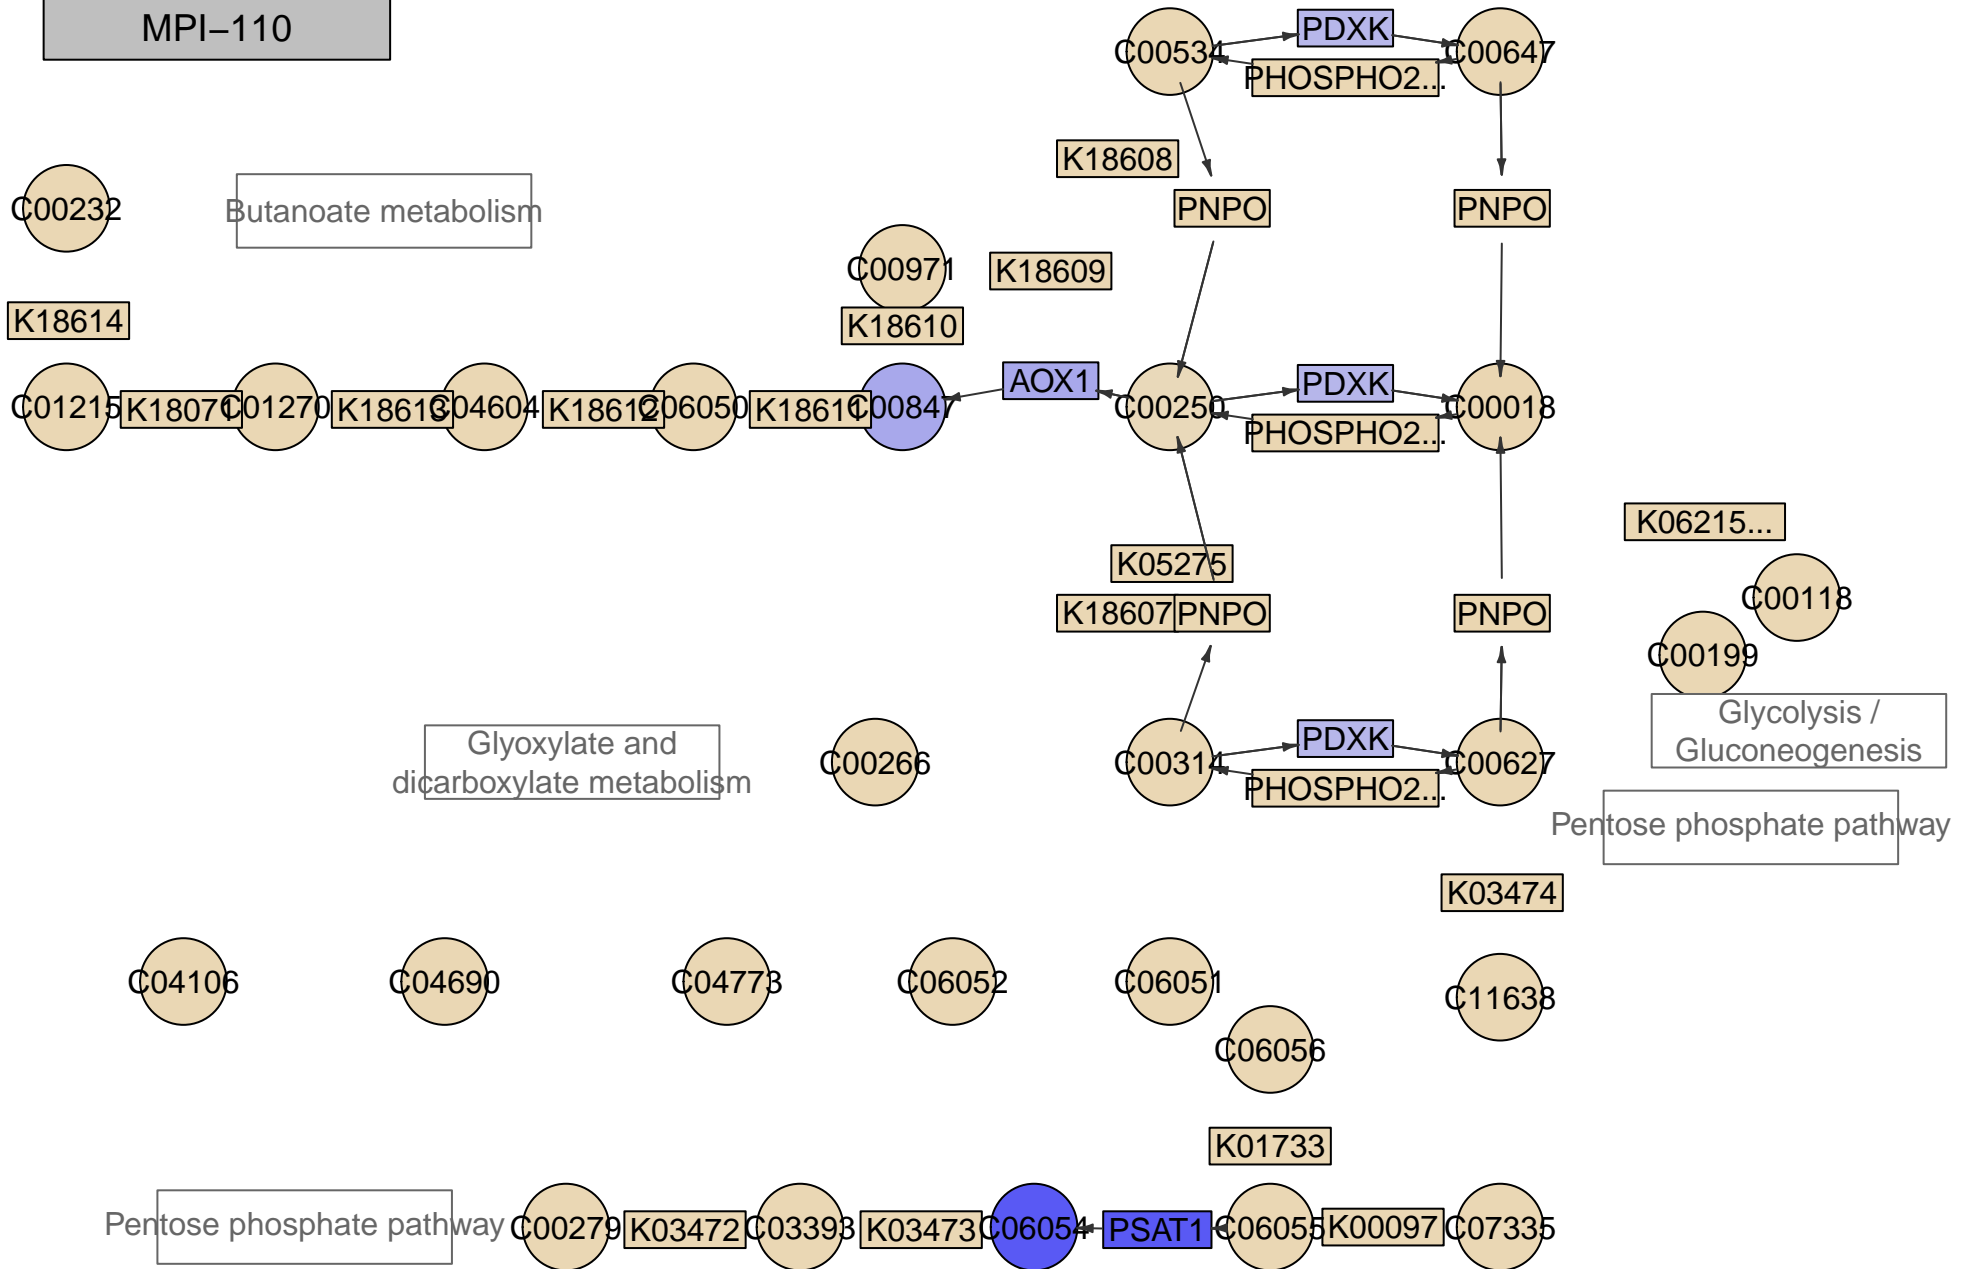 MPI–110
C00534
PDXK
C00647
PHOSPHO2...
K18608
C00232
Butanoate metabolism
PNPO
PNPO
C00971
K18609
K18614
K18610
AOX1
PDXK
C01215
K18071
C01270
K18613
C04604
K18612
C06050
K18611
C00847
C00250
C00018
PHOSPHO2...
K06215...
K05275
C00118
K18607
PNPO
PNPO
C00199
Glycolysis /
Gluconeogenesis
Glyoxylate and
dicarboxylate metabolism
C00266
C00314
PDXK
C00627
PHOSPHO2...
Pentose phosphate pathway
K03474
C04106
C04690
C04773
C06052
C06051
C11638
C06056
K01733
Pentose phosphate pathway
C00279
K03472
C03393
K03473
C06054
PSAT1
C06055
K00097
C07335